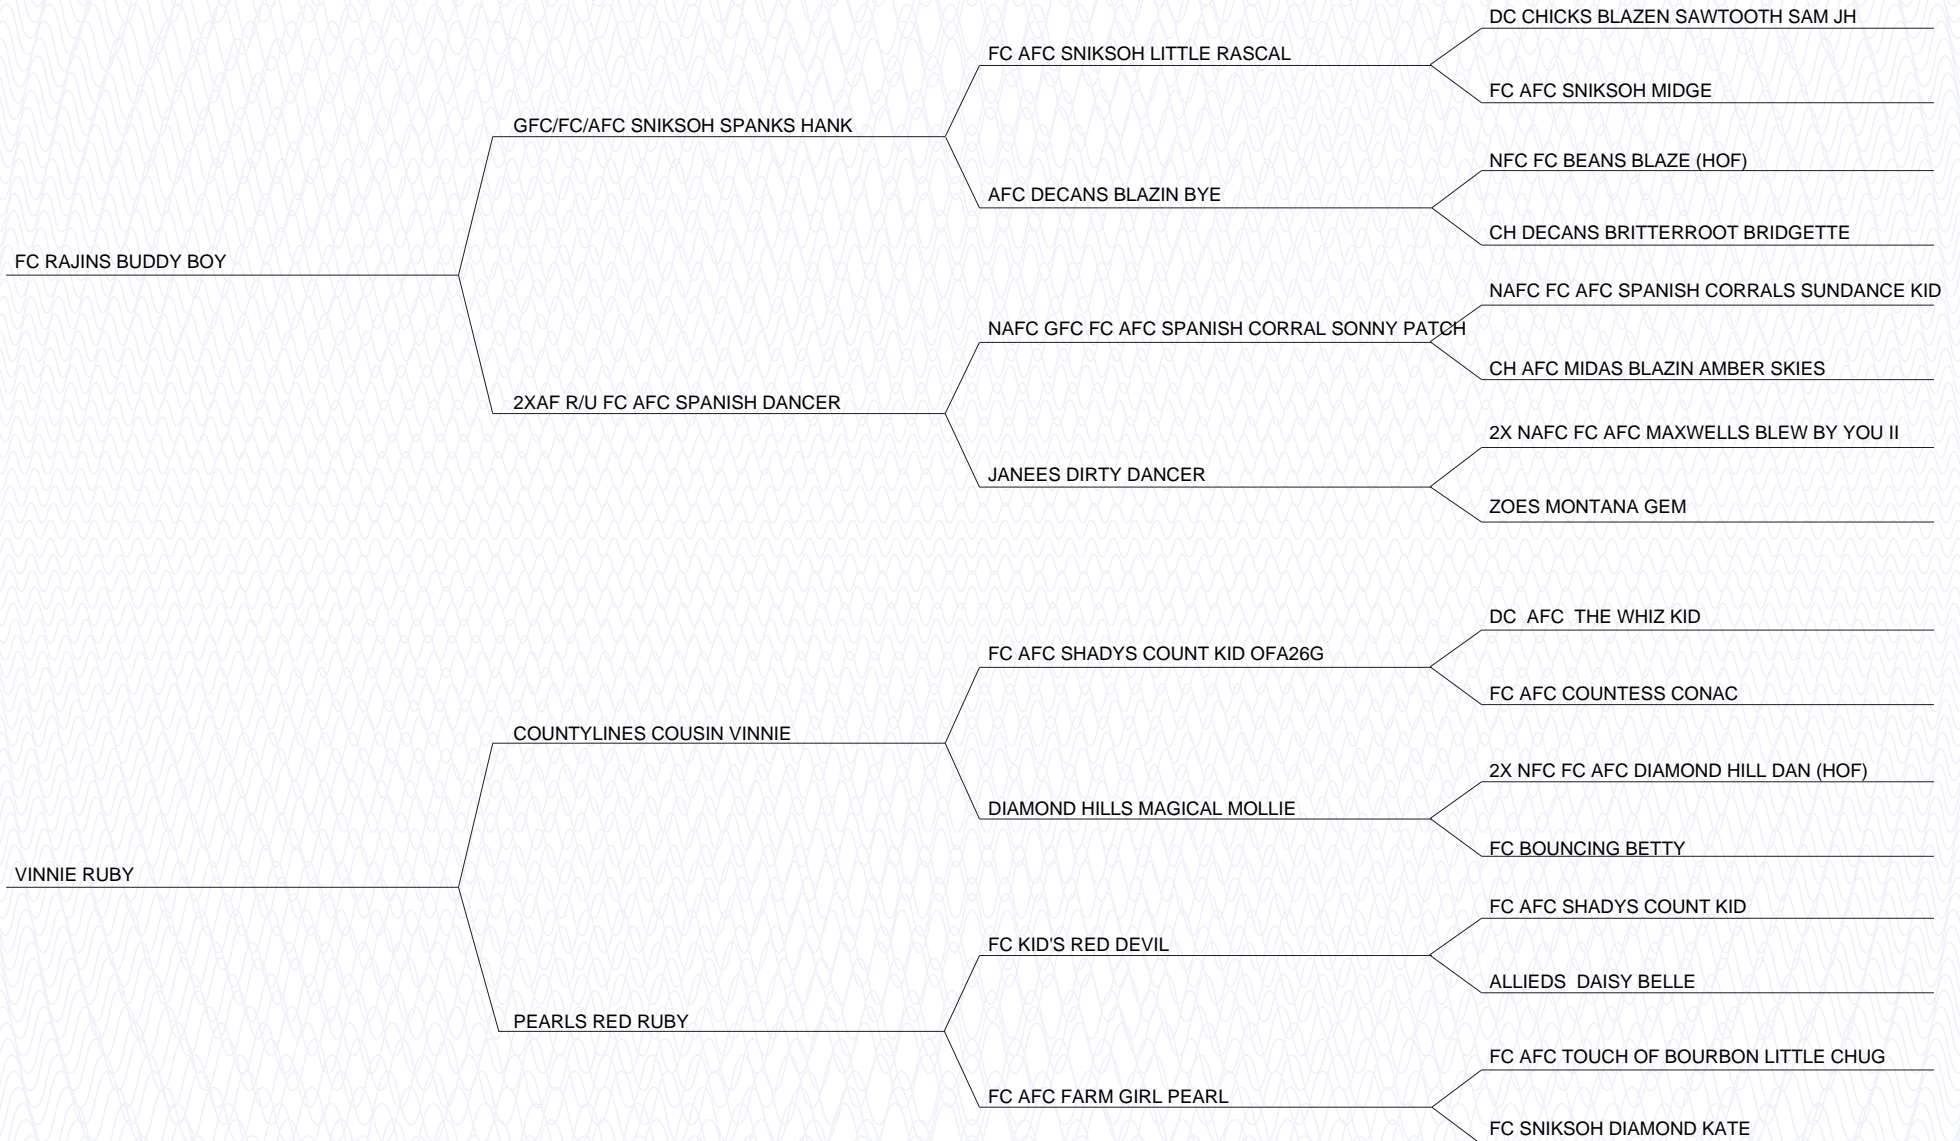 DC CHICKS BLAZEN SAWTOOTH SAM JH
FC AFC SNIKSOH LITTLE RASCAL
FC AFC SNIKSOH MIDGE
GFC/FC/AFC SNIKSOH SPANKS HANK
NFC FC BEANS BLAZE (HOF)
AFC DECANS BLAZIN BYE
CH DECANS BRITTERROOT BRIDGETTE
FC RAJINS BUDDY BOY
NAFC FC AFC SPANISH CORRALS SUNDANCE KID
NAFC GFC FC AFC SPANISH CORRAL SONNY PATCH
CH AFC MIDAS BLAZIN AMBER SKIES
2XAF R/U FC AFC SPANISH DANCER
2X NAFC FC AFC MAXWELLS BLEW BY YOU II
JANEES DIRTY DANCER
ZOES MONTANA GEM
DC  AFC  THE WHIZ KID
FC AFC SHADYS COUNT KID OFA26G
FC AFC COUNTESS CONAC
COUNTYLINES COUSIN VINNIE
2X NFC FC AFC DIAMOND HILL DAN (HOF)
DIAMOND HILLS MAGICAL MOLLIE
FC BOUNCING BETTY
VINNIE RUBY
FC AFC SHADYS COUNT KID
FC KID'S RED DEVIL
ALLIEDS  DAISY BELLE
PEARLS RED RUBY
FC AFC TOUCH OF BOURBON LITTLE CHUG
FC AFC FARM GIRL PEARL
FC SNIKSOH DIAMOND KATE